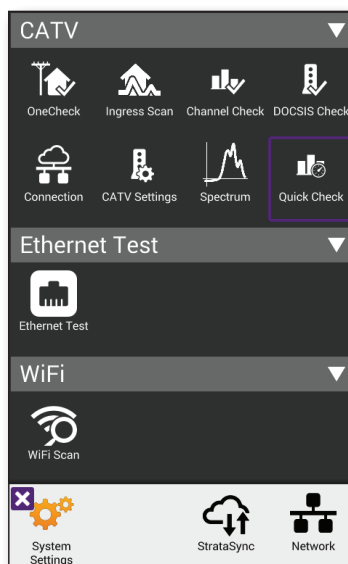 CATV
OneCheck Ingress Scan Channel Check DOCSIS Check
Connection CATV Settings Spectrum Quick Check
Ethernet Test
Ethernet Test
WiFi
WiFi Scan
System StrataSync Network
Settings